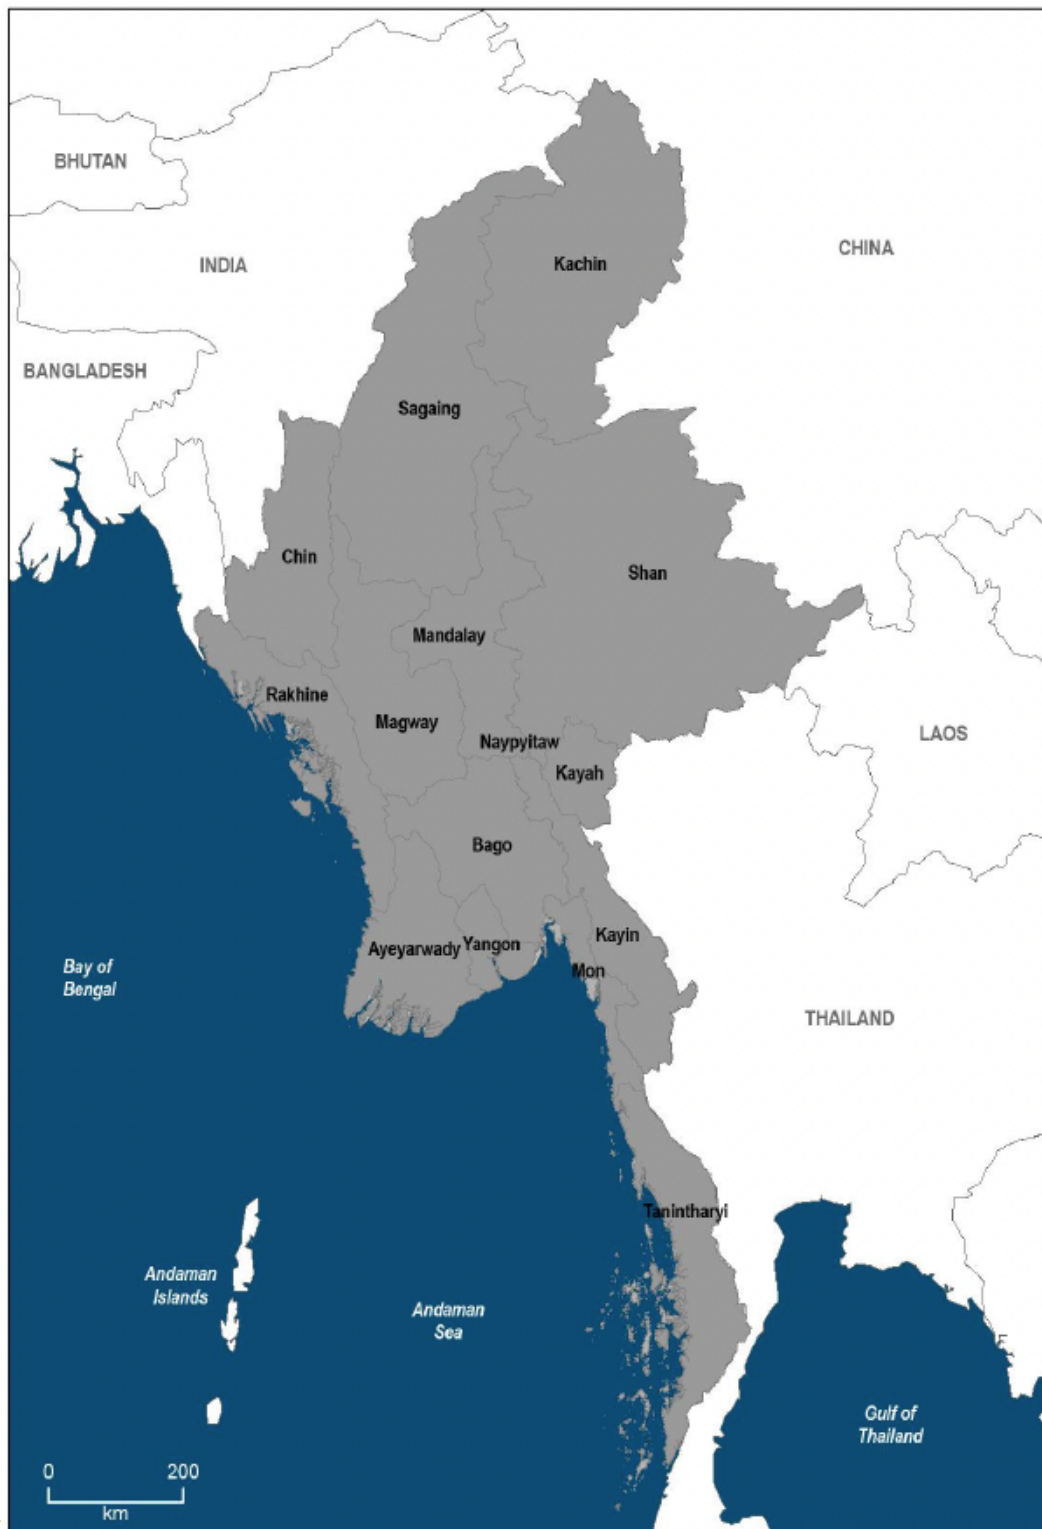 BHUTAN
CHINA
Kachin
INDIA
BANGLADESH
Sagaing
Chin
Shan
Mandalay
Rakhine
Magway
Naypyitaw
LAOS
Kayah
Bago
Ayeyarwady
Yangon
Kayin
Mon
Bay of
Bengal
THAILAND
Tanintharyi
Andaman
Islands
Andaman
Sea
Gulf of
Thailand
0 200
km